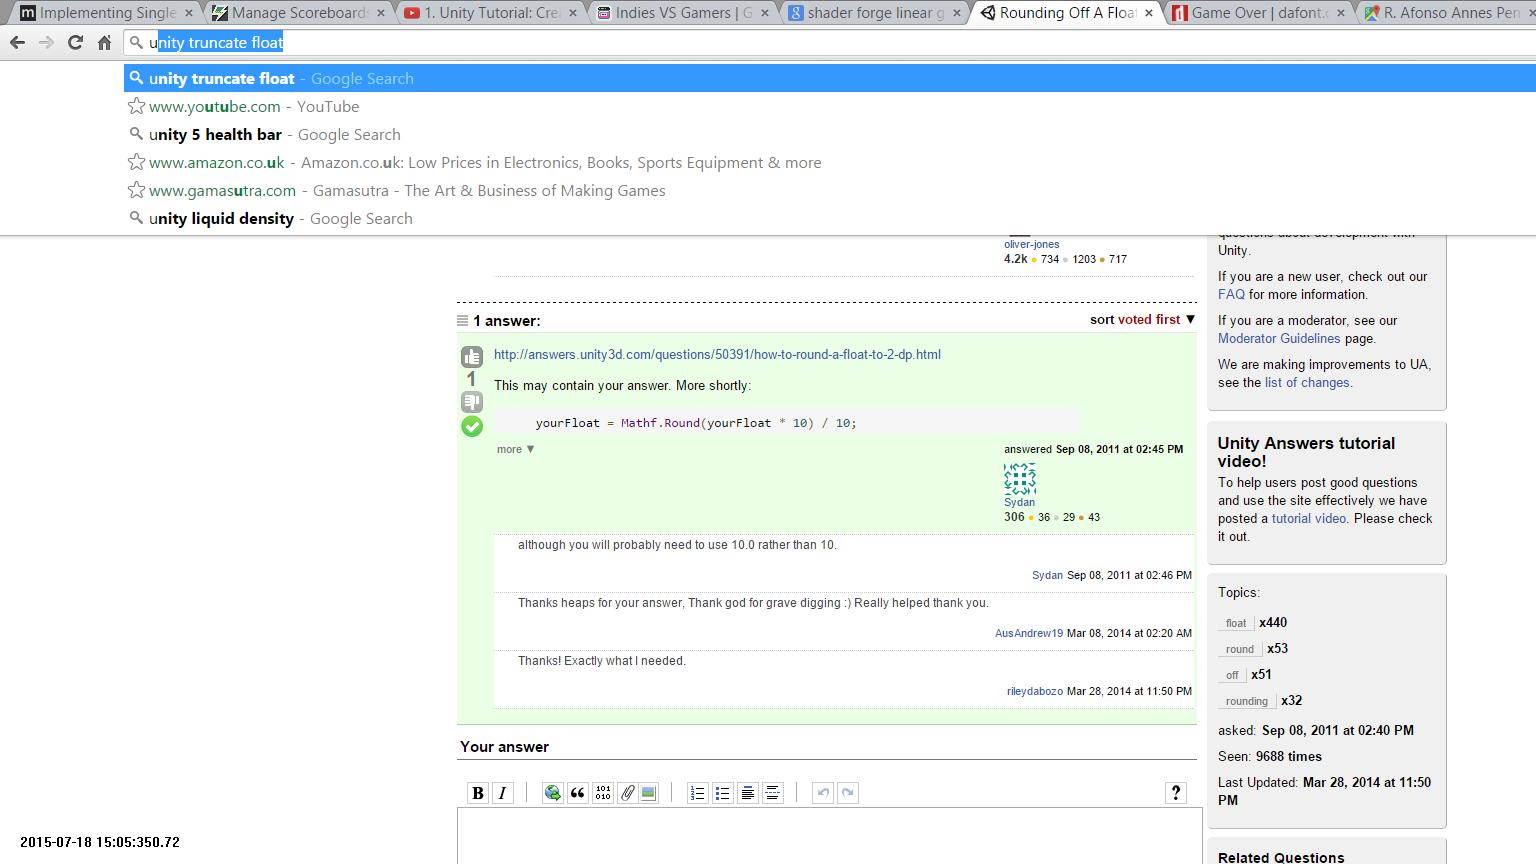 Implementing Single
Manage Scoreboard
1. Unity Tutorial: Cre
Indies VS Gamers | G
shader forge linear g
Rounding Off A Float
Game Over | dafont.c
R. Afonso Annes Pen
unity truncate float
unity truncate float - Google Search
www.youtube.com - YouTube
unity 5 health bar - Google Search
www.amazon.co.uk - Amazon.co.uk: Low Prices in Electronics, Books, Sports Equipment & more
www.gamasutra.com - Gamasutra - The Art & Business of Making Games
unity liquid density - Google Search
oliver-jones
4.2k ● 734 ● 1203 ● 717
1 answer:
sort voted first ▼
http://answers.unity3d.com/questions/50391/how-to-round-a-float-to-2-dp.html
1
This may contain your answer. More shortly:
yourFloat = Mathf.Round(yourFloat * 10) / 10;
more ▼
answered Sep 08, 2011 at 02:45 PM
Sydan
306 ● 36 ● 29 ● 43
although you will probably need to use 10.0 rather than 10.
Sydan Sep 08, 2011 at 02:46 PM
Thanks heaps for your answer, Thank god for grave digging :) Really helped thank you.
AusAndrew19 Mar 08, 2014 at 02:20 AM
Thanks! Exactly what I needed.
rileydabozo Mar 28, 2014 at 11:50 PM
Your answer
B I
101
010
?
questions about development with
Unity.
If you are a new user, check out our
FAQ for more information.
If you are a moderator, see our
Moderator Guidelines page.
We are making improvements to UA,
see the list of changes.
Unity Answers tutorial
video!
To help users post good questions
and use the site effectively we have
posted a tutorial video. Please check
it out.
Topics:
float x440
round x53
off x51
rounding x32
asked: Sep 08, 2011 at 02:40 PM
Seen: 9688 times
Last Updated: Mar 28, 2014 at 11:50
PM
Related Questions
2015-07-18 15:05:350.72